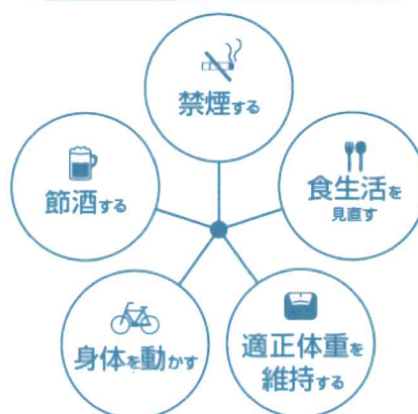 禁煙する
節酒する
食生活を
見直す
身体を動かす
適正体重を
維持する